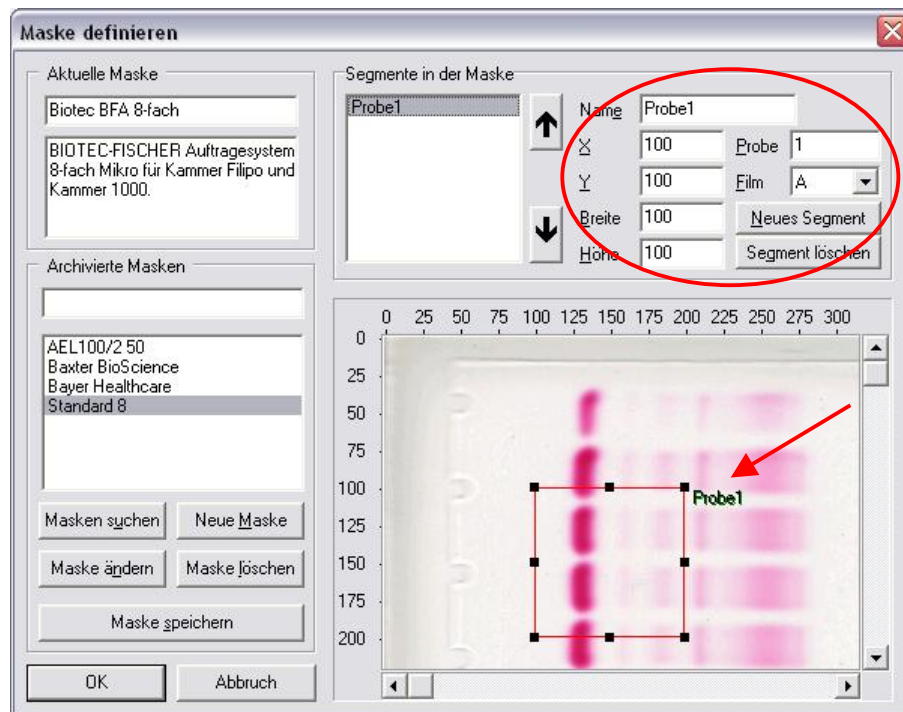 Maske definieren
Aktuelle Maske
Biotec BFA 8-fach
BIOTEC-FISCHER Auftragesystem
8-fach Mikro für Kammer Filipo und
Kammer 1000.
Archivierte Masken
AEL100/2 50
Baxter BioScience
Bayer Healthcare
Standard 8
Masken suchen Neue Maske
Maske ändern Maske löschen
Maske speichern
OK Abbruch
Segmente in der Maske
Probe1
Name Probe1
X 100 Probe 1
Y 100 Film A
Breite 100 Neues Segment
Höhe 100 Segment löschen
0 25 50 75 100 125 150 175 200 225 250 275 300
0
25
50
75
100
Probe1
125
150
175
200